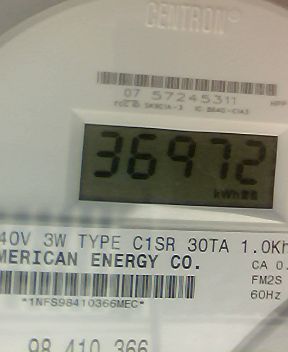 CENTRON®
07 57245311
36972
kWh
40V 3W TYPE C1SR 30TA 1.0Kh
MERICAN ENERGY CO.
CA 0.
FM2S
60Hz
*1NFS98410366MEC*
98 410 366